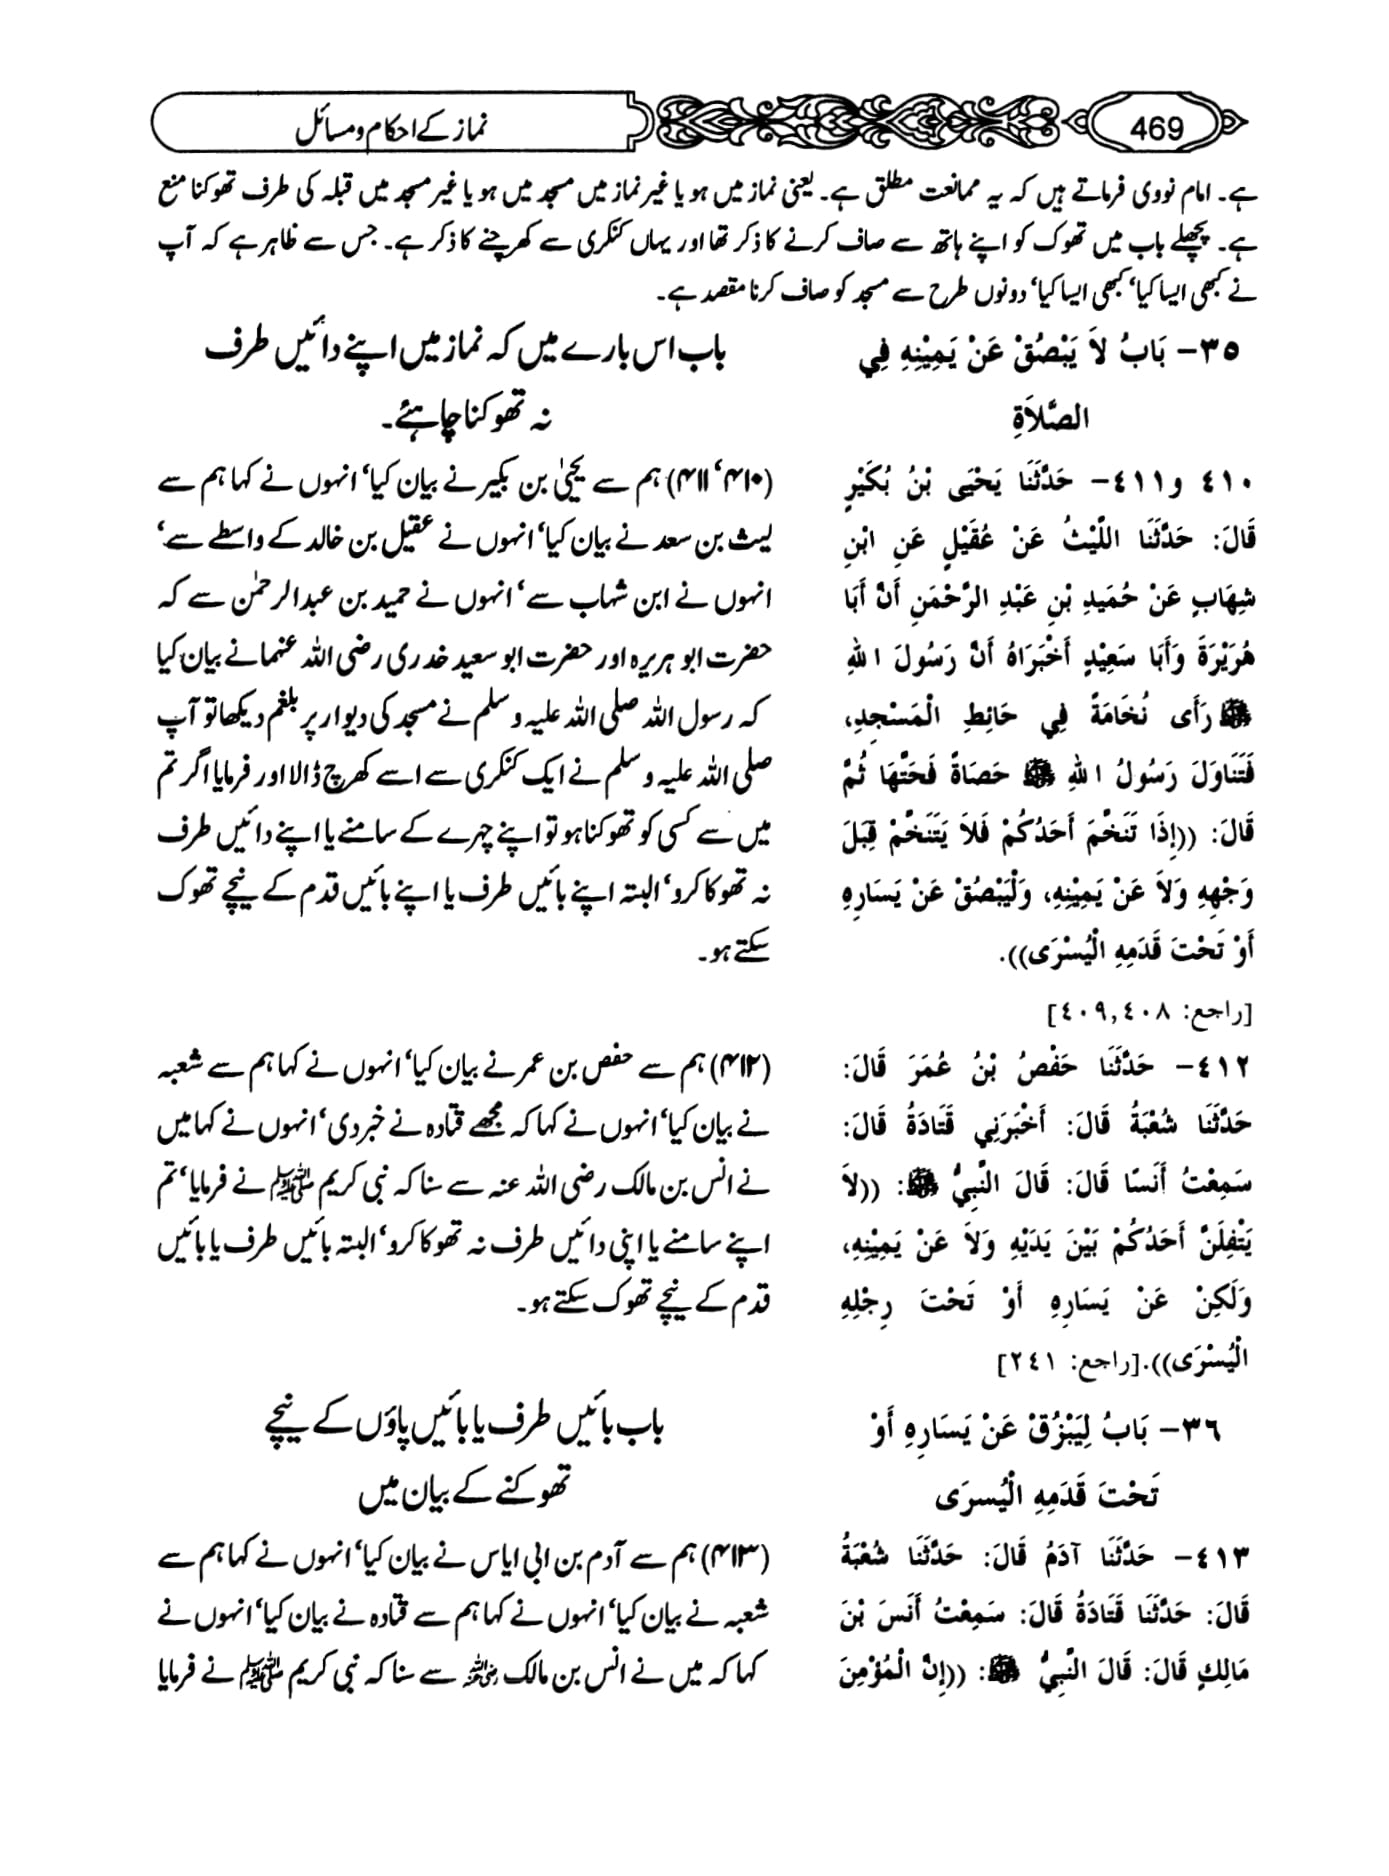 469
نماز کے احکام و مسائل
ہے۔ امام نووی فرماتے ہیں کہ یہ ممانعت مطلق ہے۔ یعنی نماز میں ہو یا غیر نماز میں مسجد میں ہو یا غیر مسجد میں قبلہ کی طرف تھوکنا منع
ہے۔ پچھلے باب میں تھوک کو اپنے ہاتھ سے صاف کرنے کا ذکر تھا اور یہاں کنکری سے کھرچنے کا ذکر ہے۔ جس سے ظاہر ہے کہ آپ
نے کبھی ایسا کیا‘ کبھی ایسا کیا‘ دونوں طرح سے مسجد کو صاف کرنا مقصد ہے۔
٣٥- بَابُ لاَ يَبْصُقْ عَنْ يَمِيْنِهِ فِي
الصَّلاَةِ
٤١٠ و٤١١- حَدَّثَنَا يَحْيَى بْنُ بُكَيْرٍ
قَالَ: حَدَّثَنَا اللَّيْثُ عَنْ عُقَيْلٍ عَنِ ابْنِ
شِهَابٍ عَنْ حُمَيدِ بْنِ عَبْدِ الرَّحْمَنِ أَنَّ أَبَا
هُرَيْرَةَ وَأَبَا سَعِيْدٍ أَخْبَرَاهُ أَنَّ رَسُولَ اللهِ
ﷺ رَأَى نُخَامَةً فِي حَائِطِ الْمَسْجِدِ،
فَتَنَاوَلَ رَسُولُ اللهِ ﷺ حَصَاةً فَحَتَّهَا ثُمَّ
قَالَ: ((إِذَا تَنَخَّمَ أَحَدُكُمْ فَلاَ يَتَنَخَّمْ قِبَلَ
وَجْهِهِ وَلاَ عَنْ يَمِيْنِهِ، وَلْيَبْصُقْ عَنْ يَسَارِهِ
أَوْ تَحْتَ قَدَمِهِ الْيُسْرَى)).
[راجع: ٤٠٨, ٤٠٩]
٤١٢- حَدَّثَنَا حَفْصُ بْنُ عُمَرَ قَالَ:
حَدَّثَنَا شُعْبَةُ قَالَ: أَخْبَرَنِي قَتَادَةُ قَالَ:
سَمِعْتُ أَنَسًا قَالَ: قَالَ النَّبِيُّ ﷺ: ((لاَ
يَتْفِلَنَّ أَحَدُكُمْ بَيْنَ يَدَيْهِ وَلاَ عَنْ يَمِيْنِهِ،
وَلَكِنْ عَنْ يَسَارِهِ أَوْ تَحْتَ رِجْلِهِ
الْيُسْرَى)).[راجع: ٢٤١]
٣٦- بَابُ لِيَبْزُقْ عَنْ يَسَارِهِ أَوْ
تَحْتَ قَدَمِهِ الْيُسرَى
٤١٣- حَدَّثَنَا آدَمُ قَالَ: حَدَّثَنَا شُعْبَةُ
قَالَ: حَدَّثَنَا قَتَادَةُ قَالَ: سَمِعْتُ أَنَسَ بْنَ
مَالِكٍ قَالَ: قَالَ النَّبِيُّ ﷺ: ((إِنَّ الْمُؤْمِنَ
باب اس بارے میں کہ نماز میں اپنے دائیں طرف
نہ تھوکنا چاہئے۔
(۴۱۰‘۴۱۱) ہم سے یحییٰ بن بکیر نے بیان کیا‘ انہوں نے کہا ہم سے
لیث بن سعد نے بیان کیا‘ انہوں نے عقیل بن خالد کے واسطے سے‘
انہوں نے ابن شہاب سے‘ انہوں نے حمید بن عبدالرحمٰن سے کہ
حضرت ابو ہریرہ اور حضرت ابو سعید خدری رضی اللہ عنہما نے بیان کیا
کہ رسول اللہ صلی اللہ علیہ وسلم نے مسجد کی دیوار پر بلغم دیکھا تو آپ
صلی اللہ علیہ وسلم نے ایک کنکری سے اسے کھرچ ڈالا اور فرمایا اگر تم
میں سے کسی کو تھوکنا ہو تو اپنے چہرے کے سامنے یا اپنے دائیں طرف
نہ تھوکا کرو‘ البتہ اپنے بائیں طرف یا اپنے بائیں قدم کے نیچے تھوک
سکتے ہو۔
(۴۱۲) ہم سے حفص بن عمر نے بیان کیا‘ انہوں نے کہا ہم سے شعبہ
نے بیان کیا‘ انہوں نے کہا کہ مجھے قتادہ نے خبر دی‘ انہوں نے کہا میں
نے انس بن مالک رضی اللہ عنہ سے سنا کہ نبی کریم ﷺ نے فرمایا‘ تم
اپنے سامنے یا اپنی دائیں طرف نہ تھوکا کرو‘ البتہ بائیں طرف یا بائیں
قدم کے نیچے تھوک سکتے ہو۔
باب بائیں طرف یا بائیں پاؤں کے نیچے
تھوکنے کے بیان میں
(۴۱۳) ہم سے آدم بن ابی ایاس نے بیان کیا‘ انہوں نے کہا ہم سے
شعبہ نے بیان کیا‘ انہوں نے کہا ہم سے قتادہ نے بیان کیا‘ انہوں نے
کہا کہ میں نے انس بن مالک رضی اللہ عنہ سے سنا کہ نبی کریم ﷺ نے فرمایا